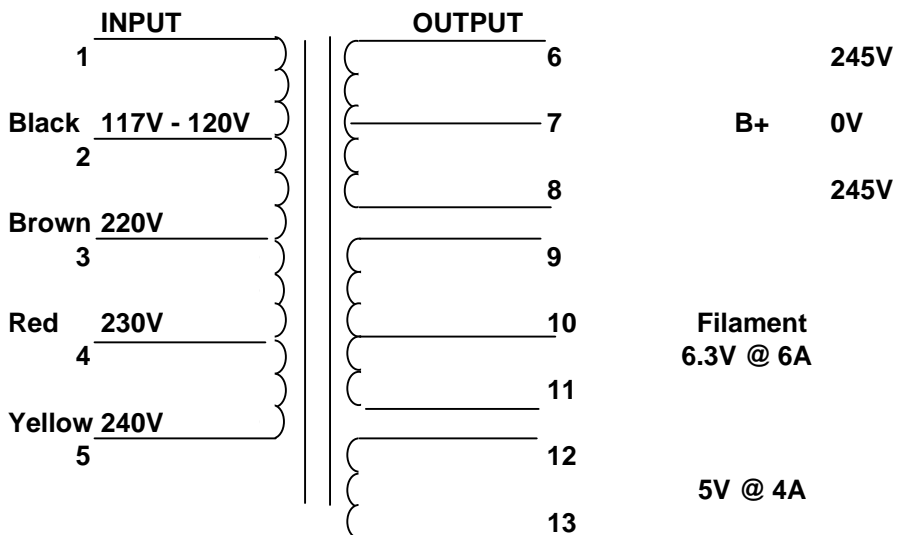 INPUT OUTPUT
1 6 245V
Black 117V - 120V 7 B+ 0V
2
8 245V
Brown 220V
3 9
Red 230V 10 Filament
4 6.3V @ 6A
11
Yellow 240V
5 12
5V @ 4A
13